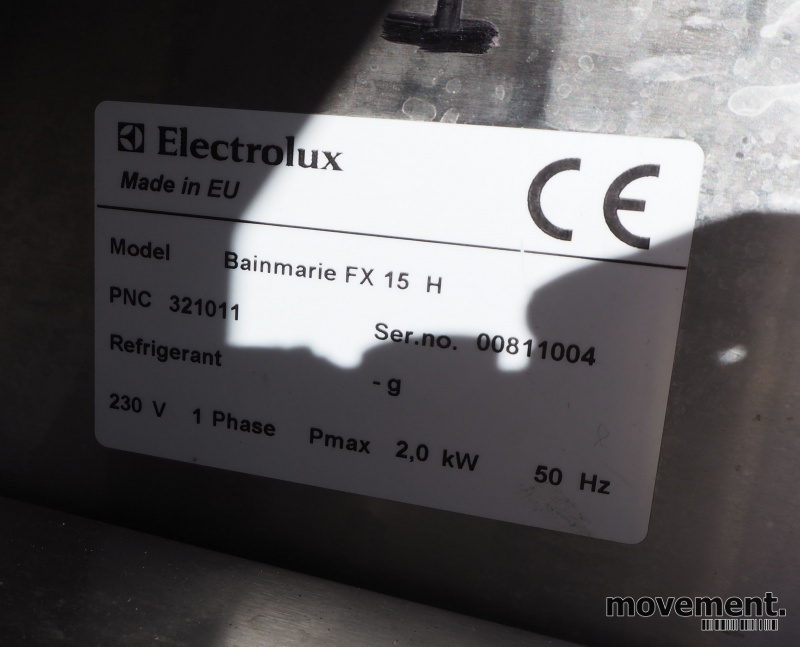 Electrolux
Made in EU
CE
Model Bainmarie FX 15 H
PNC 321011 Ser.no. 00811004
Refrigerant - g
230 V 1 Phase Pmax 2,0 kW 50 Hz
movement.